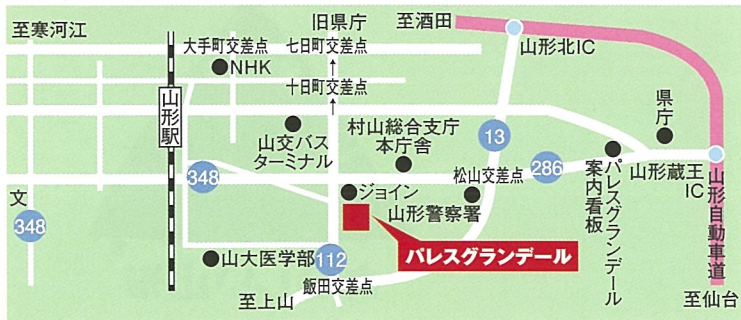 至寒河江
旧県庁
至酒田
大手町交差点
七日町交差点
山形北IC
NHK
十日町交差点
山形駅
県庁
山交バス
ターミナル
村山総合支庁
本庁舎
13
348
松山交差点
286
パレスグランデール
案内看板
山形蔵王
IC
山形自動車道
文
348
ジョイン
山形警察署
パレスグランデール
山大医学部
112
飯田交差点
至上山
至仙台